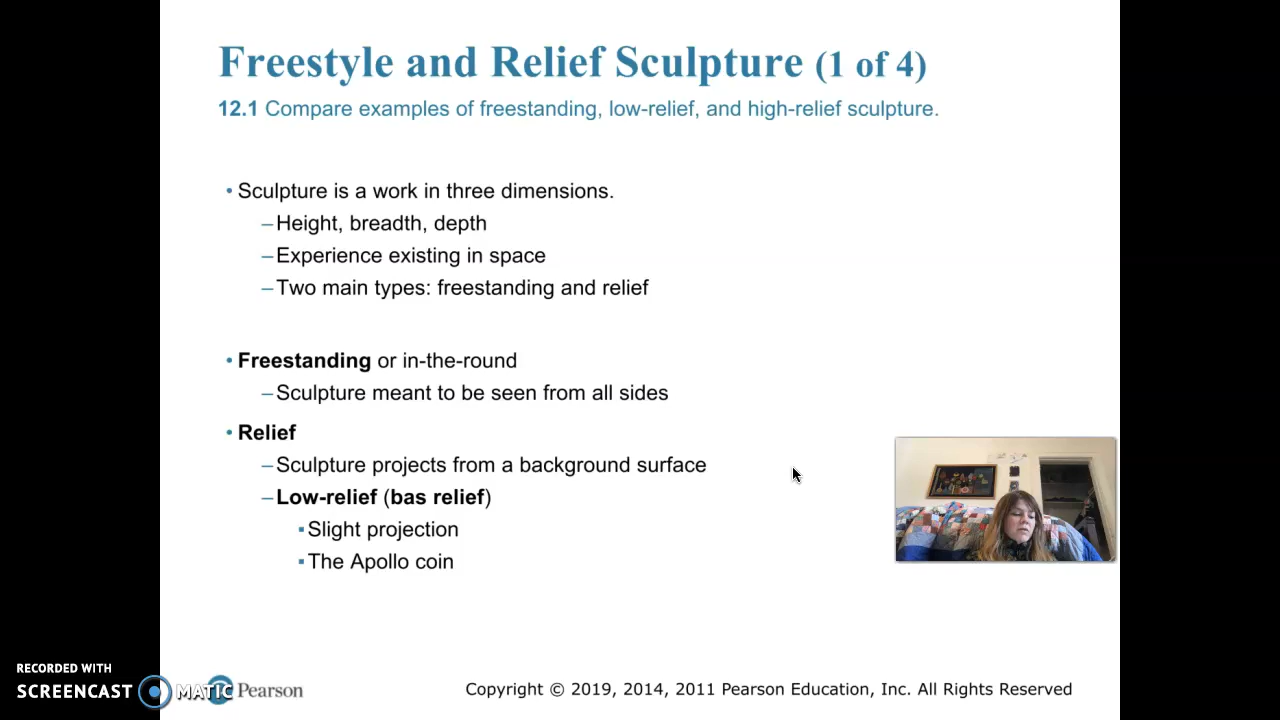 Freestyle and Relief Sculpture (1 of 4)
12.1 Compare examples of freestanding, low-relief, and high-relief sculpture.
• Sculpture is a work in three dimensions.
– Height, breadth, depth
– Experience existing in space
– Two main types: freestanding and relief
• Freestanding or in-the-round
– Sculpture meant to be seen from all sides
• Relief
– Sculpture projects from a background surface
– Low-relief (bas relief)
▪ Slight projection
▪ The Apollo coin
RECORDED WITH
SCREENCAST MATIC
Pearson
Copyright © 2019, 2014, 2011 Pearson Education, Inc. All Rights Reserved